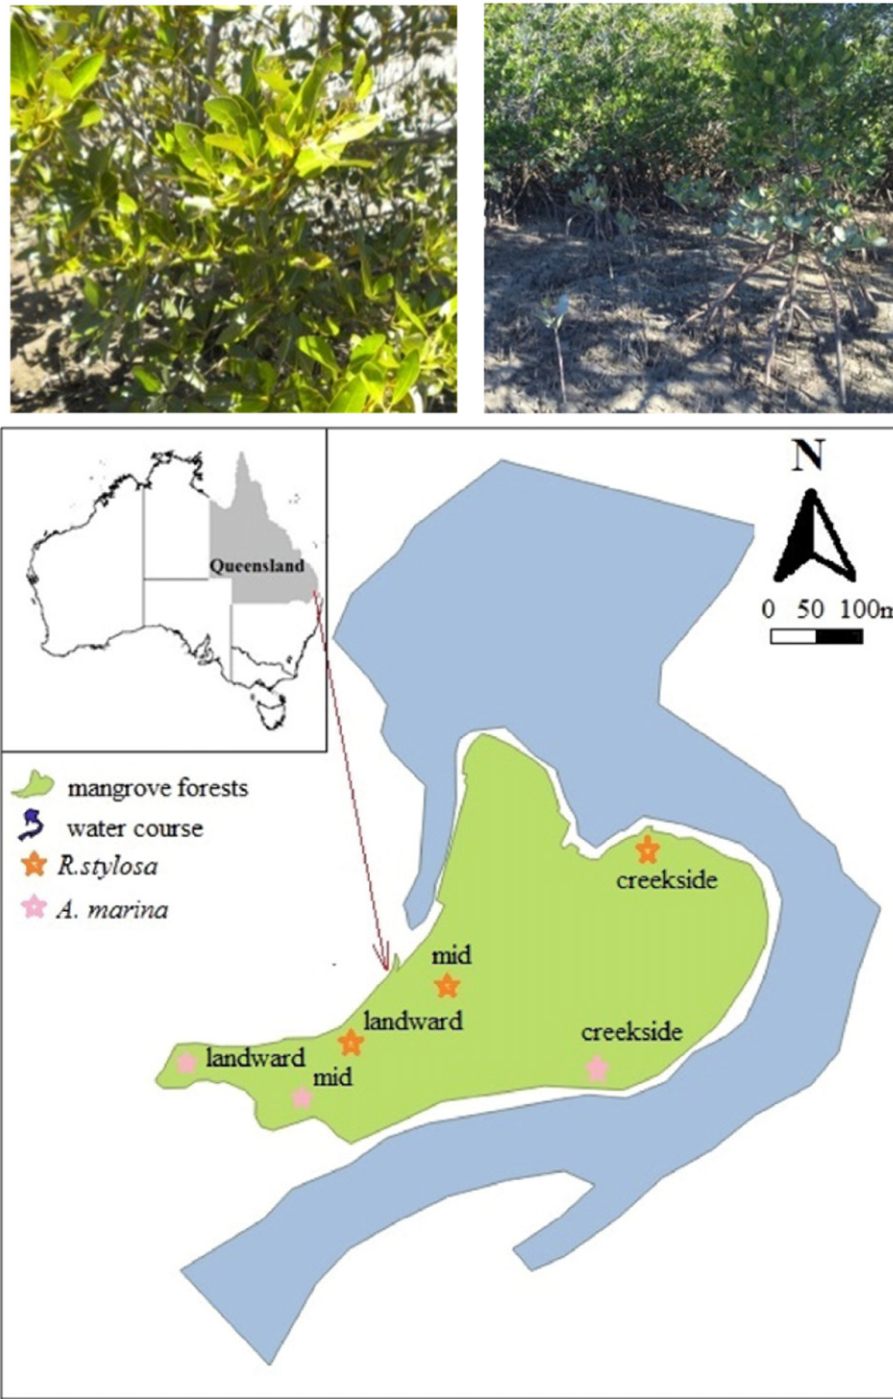 N
0 50 100m
Queensland
mangrove forests
water course
R.stylosa
A. marina
creekside
mid
landward
creekside
landward
mid